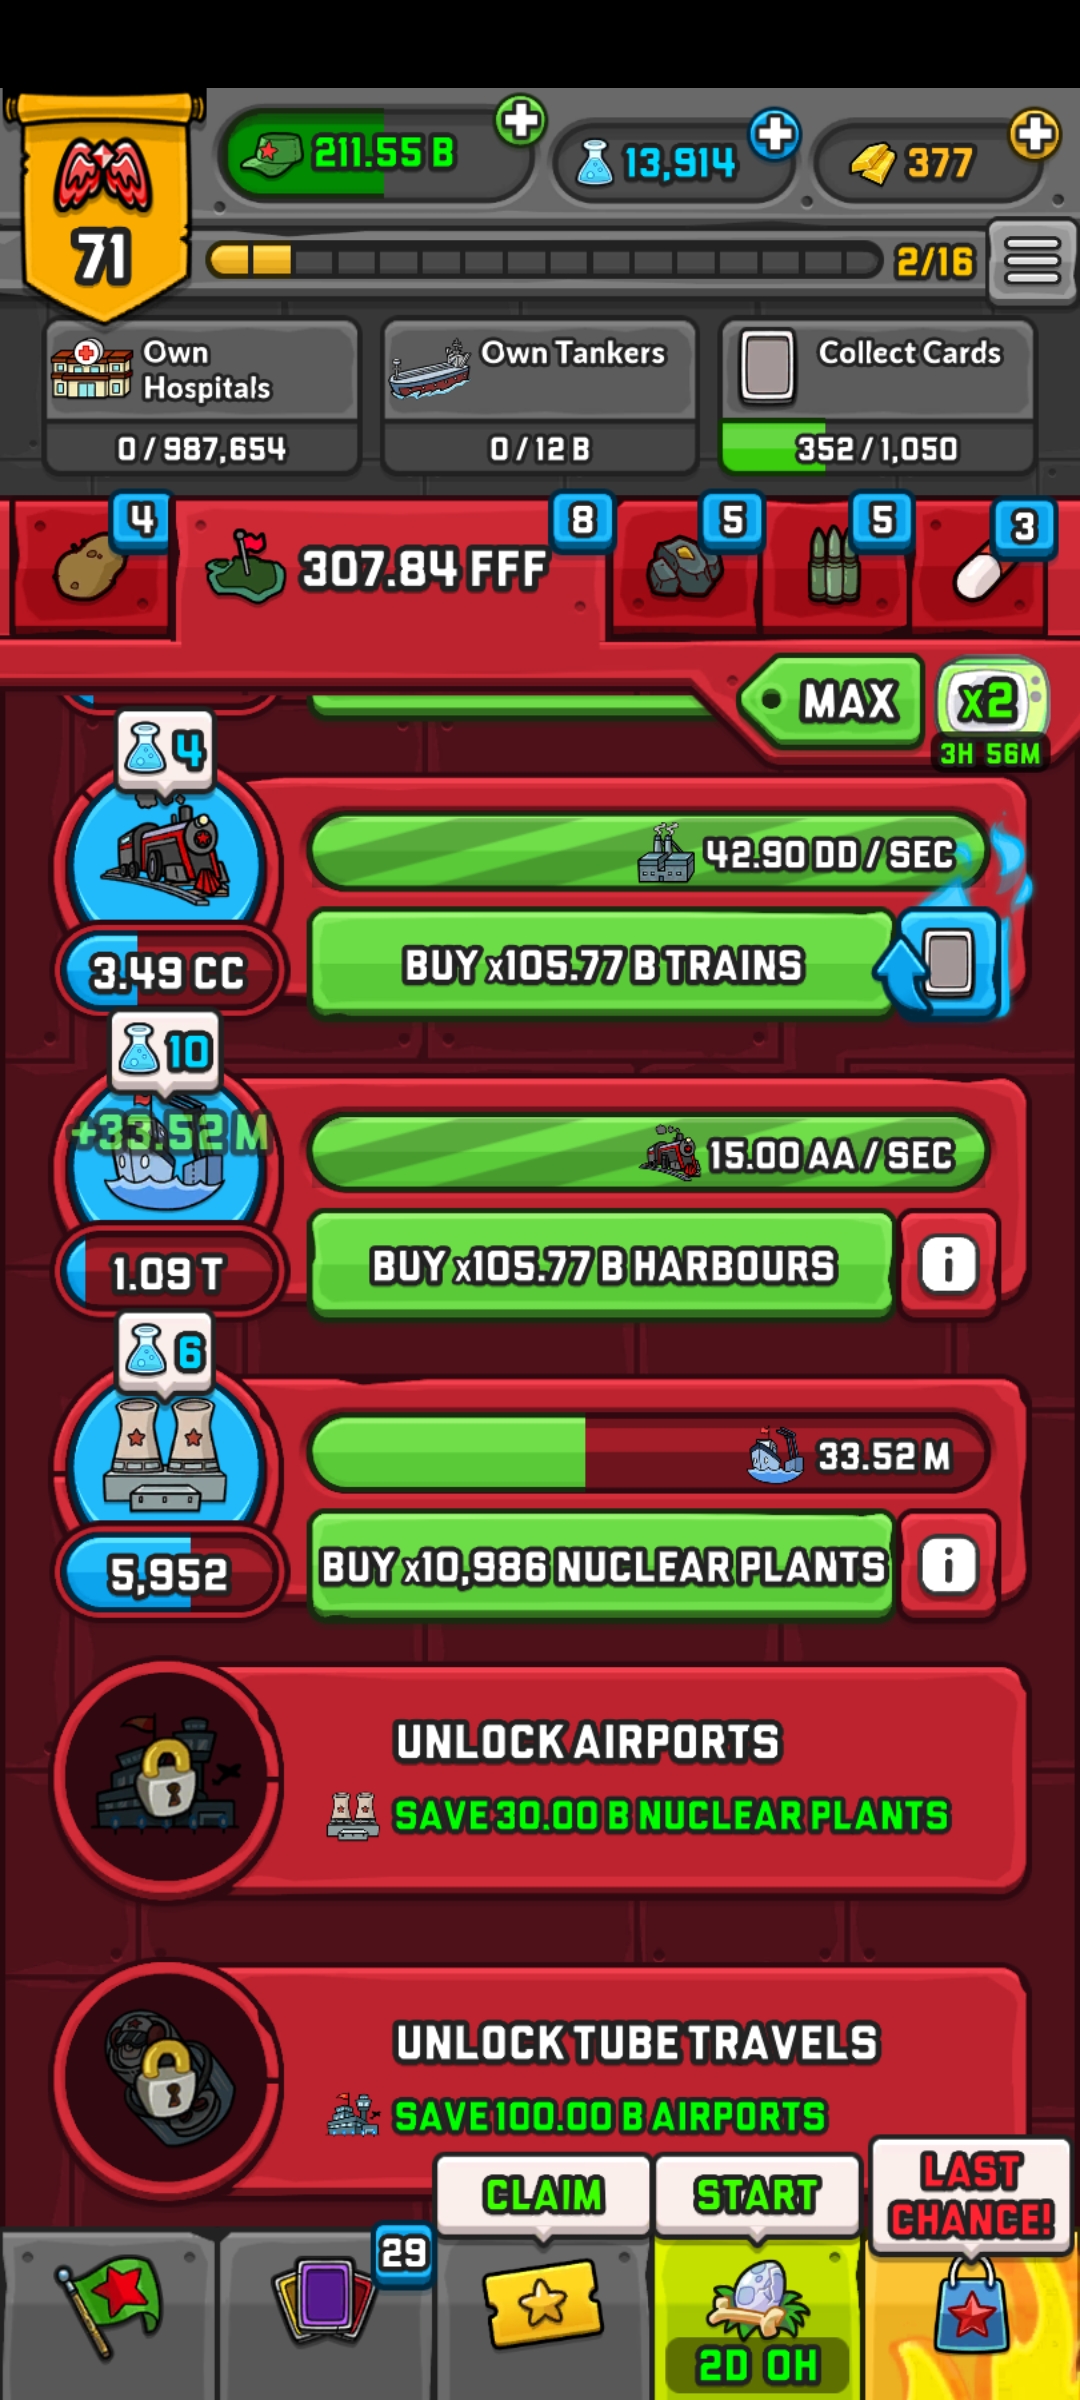 71
211.55 B
13,914
377
2/16
Own Hospitals
0 / 987,654
Own Tankers
0 / 12 B
Collect Cards
352 / 1,050
4
307.84 FFF
8
5
5
3
MAX
x2
3H 56M
4
42.90 DD / SEC
3.49 CC
BUY x105.77 B TRAINS
10
+33.52 M
15.00 AA / SEC
1.09 T
BUY x105.77 B HARBOURS
i
6
33.52 M
5,952
BUY x10,986 NUCLEAR PLANTS
i
UNLOCK AIRPORTS
SAVE 30.00 B NUCLEAR PLANTS
UNLOCK TUBE TRAVELS
SAVE 100.00 B AIRPORTS
CLAIM
START
LAST CHANCE!
29
2D 0H